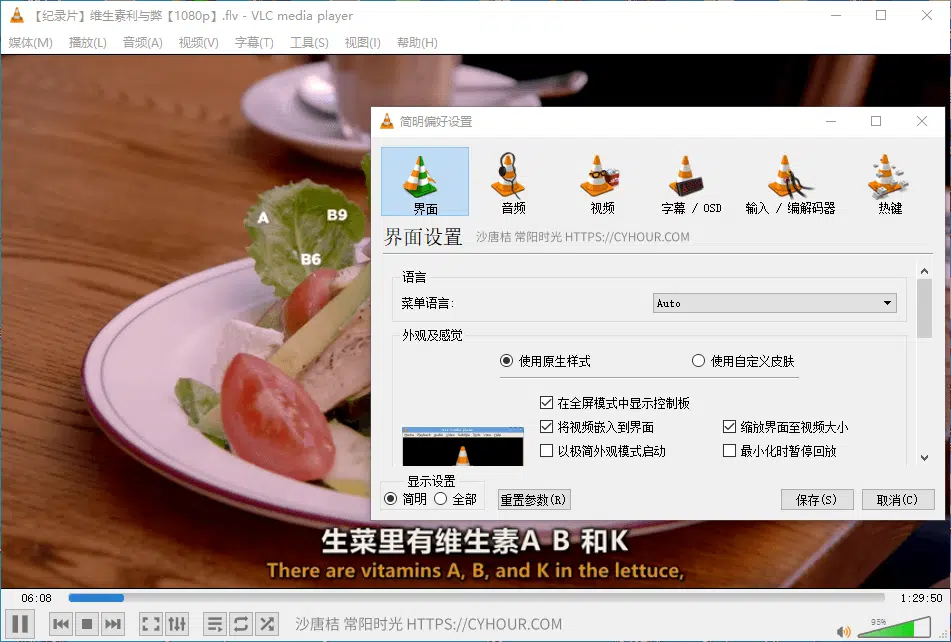 【纪录片】维生素利与弊【1080p】.flv - VLC media player
媒体(M) 播放(L) 音频(A) 视频(V) 字幕(T) 工具(S) 视图(I) 帮助(H)
简明偏好设置
界面 音频 视频 字幕 / OSD 输入 / 编解码器 热键
界面设置 沙唐桔 常阳时光 HTTPS://CYHOUR.COM
A B9
B6
语言
菜单语言: Auto
外观及感觉
使用原生样式 使用自定义皮肤
在全屏模式中显示控制板
将视频嵌入到界面 缩放界面至视频大小
以极简外观模式启动 最小化时暂停回放
显示设置
简明 全部 重置参数(R) 保存(S) 取消(C)
生菜里有维生素A B 和K
There are vitamins A, B, and K in the lettuce,
06:08 1:29:50
沙唐桔 常阳时光 HTTPS://CYHOUR.COM 95%